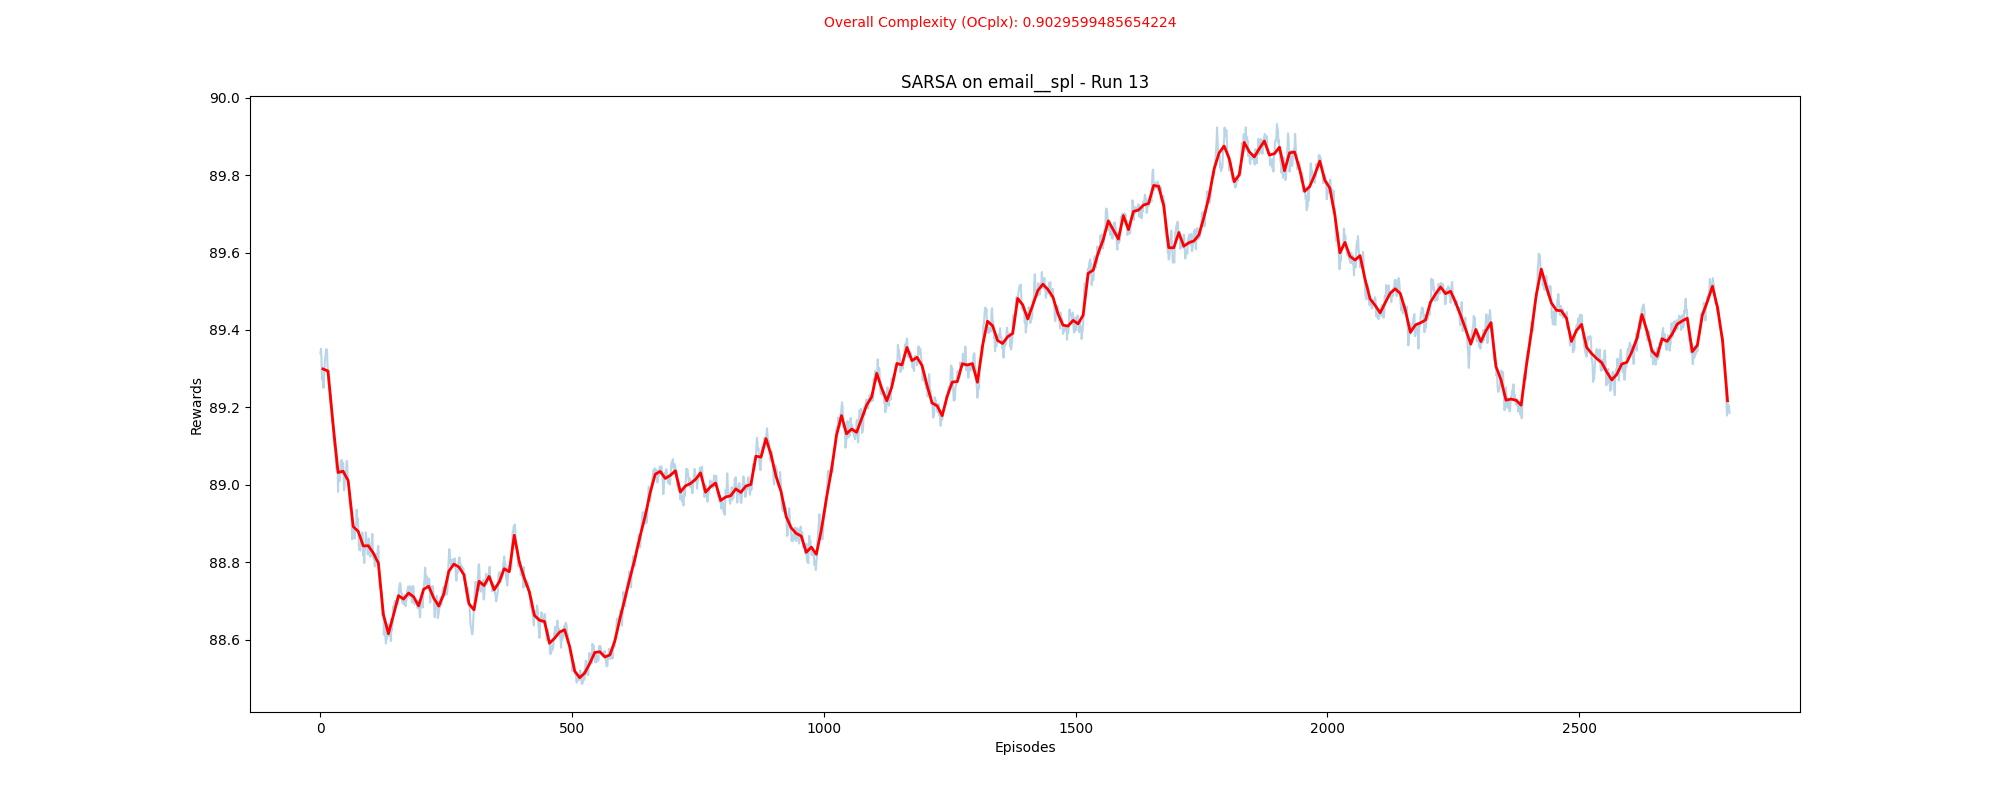 Overall Complexity (OCplx): 0.9029599485654224
SARSA on email__spl - Run 13
90.0
89.8
89.6
89.4
89.2
89.0
88.8
88.6
Rewards
0 500 1000 1500 2000 2500
Episodes